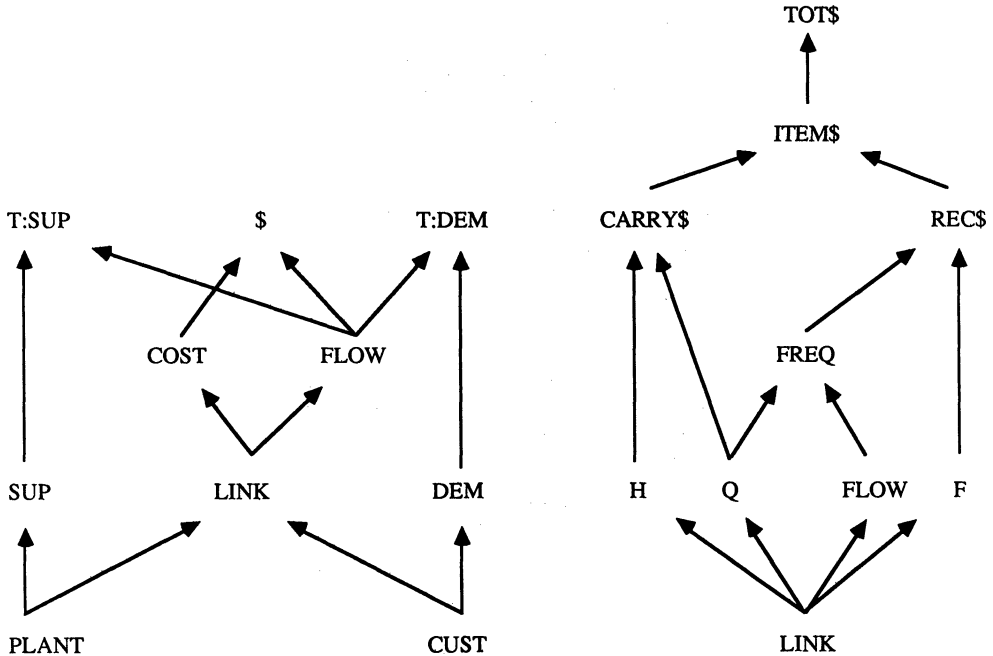 TOT$
ITEM$
T:SUP $ T:DEM CARRY$ REC$
COST FLOW FREQ
SUP LINK DEM H Q FLOW F
PLANT CUST LINK